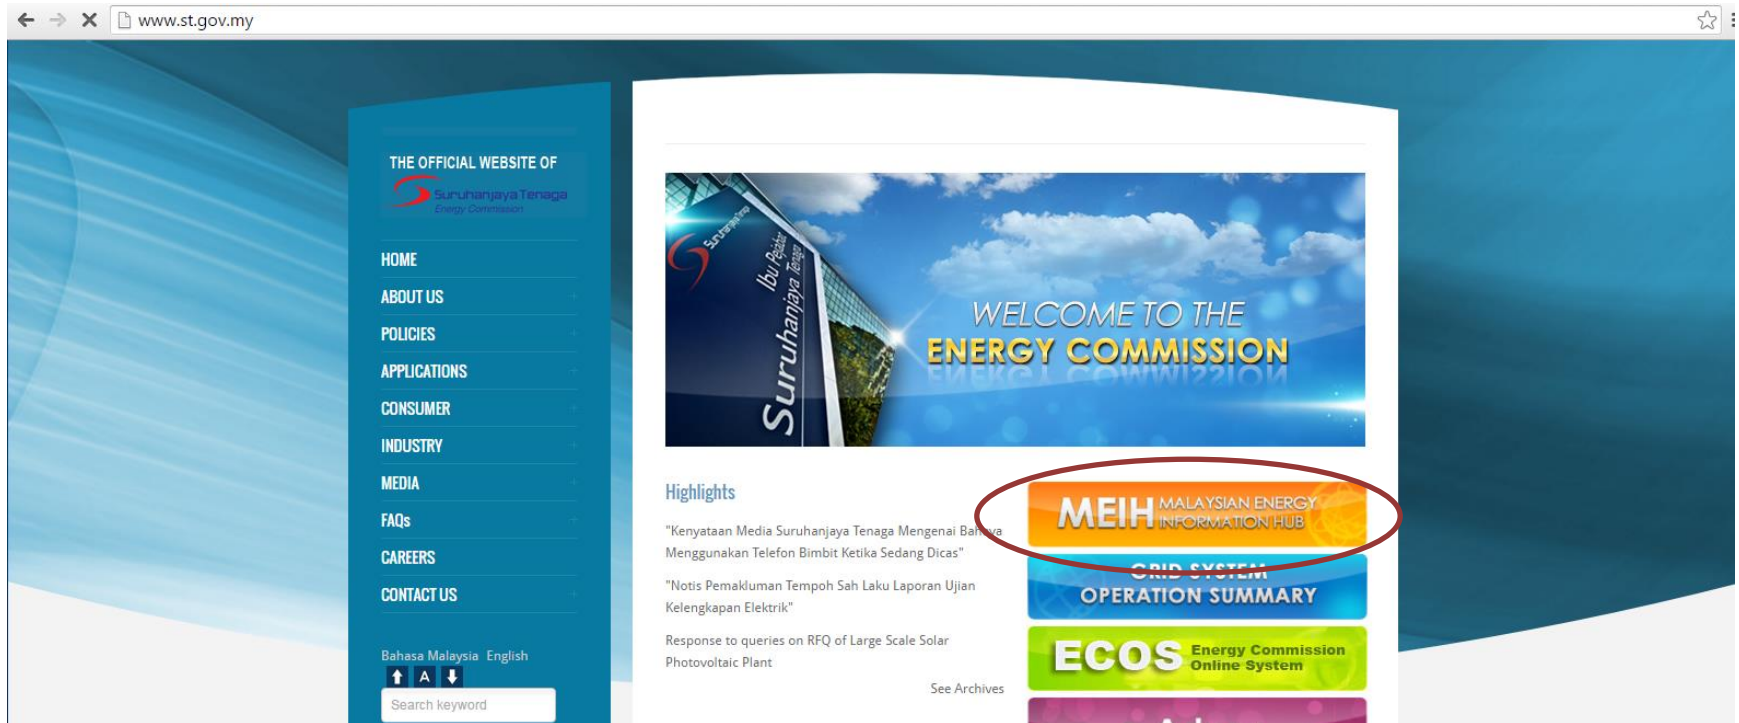 www.st.gov.my
THE OFFICIAL WEBSITE OF
Suruhanjaya Tenaga
Energy Commission
HOME
ABOUT US
POLICIES
APPLICATIONS
CONSUMER
INDUSTRY
MEDIA
FAQs
CAREERS
CONTACT US
Bahasa Malaysia English
A
Search keyword
Suruhanjaya Tenaga
Ibu Pejabat
Suruhanjaya Tenaga
WELCOME TO THE
ENERGY COMMISSION
Highlights
"Kenyataan Media Suruhanjaya Tenaga Mengenai Bahaya
Menggunakan Telefon Bimbit Ketika Sedang Dicas"
"Notis Pemakluman Tempoh Sah Laku Laporan Ujian
Kelengkapan Elektrik"
Response to queries on RFQ of Large Scale Solar
Photovoltaic Plant
See Archives
MEIH MALAYSIAN ENERGY
INFORMATION HUB
GRID SYSTEM
OPERATION SUMMARY
ECOS Energy Commission
Online System